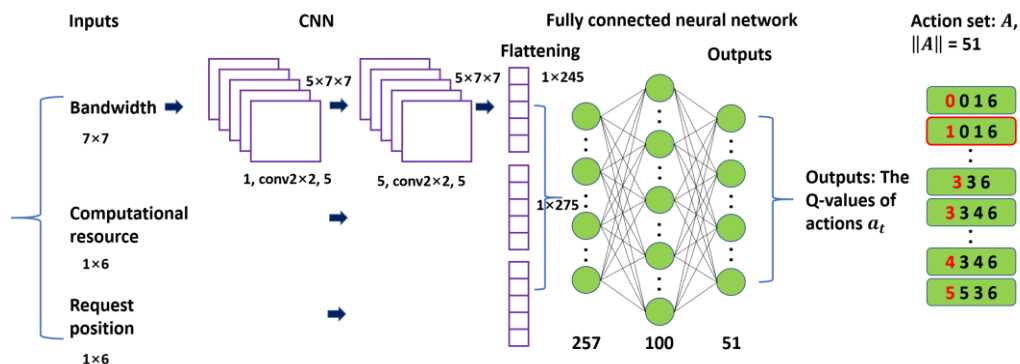 Inputs
CNN
Fully connected neural network
Action set: A,
‖A‖ = 51
Flattening
Outputs
5×7×7
5×7×7
1×245
Bandwidth
7×7
1, conv2×2, 5
5, conv2×2, 5
Computational
resource
1×6
1×275
Request
position
1×6
257
100
51
Outputs: The
Q-values of
actions aₜ
0 0 1 6
1 0 1 6
3 3 6
3 3 4 6
4 3 4 6
5 5 3 6